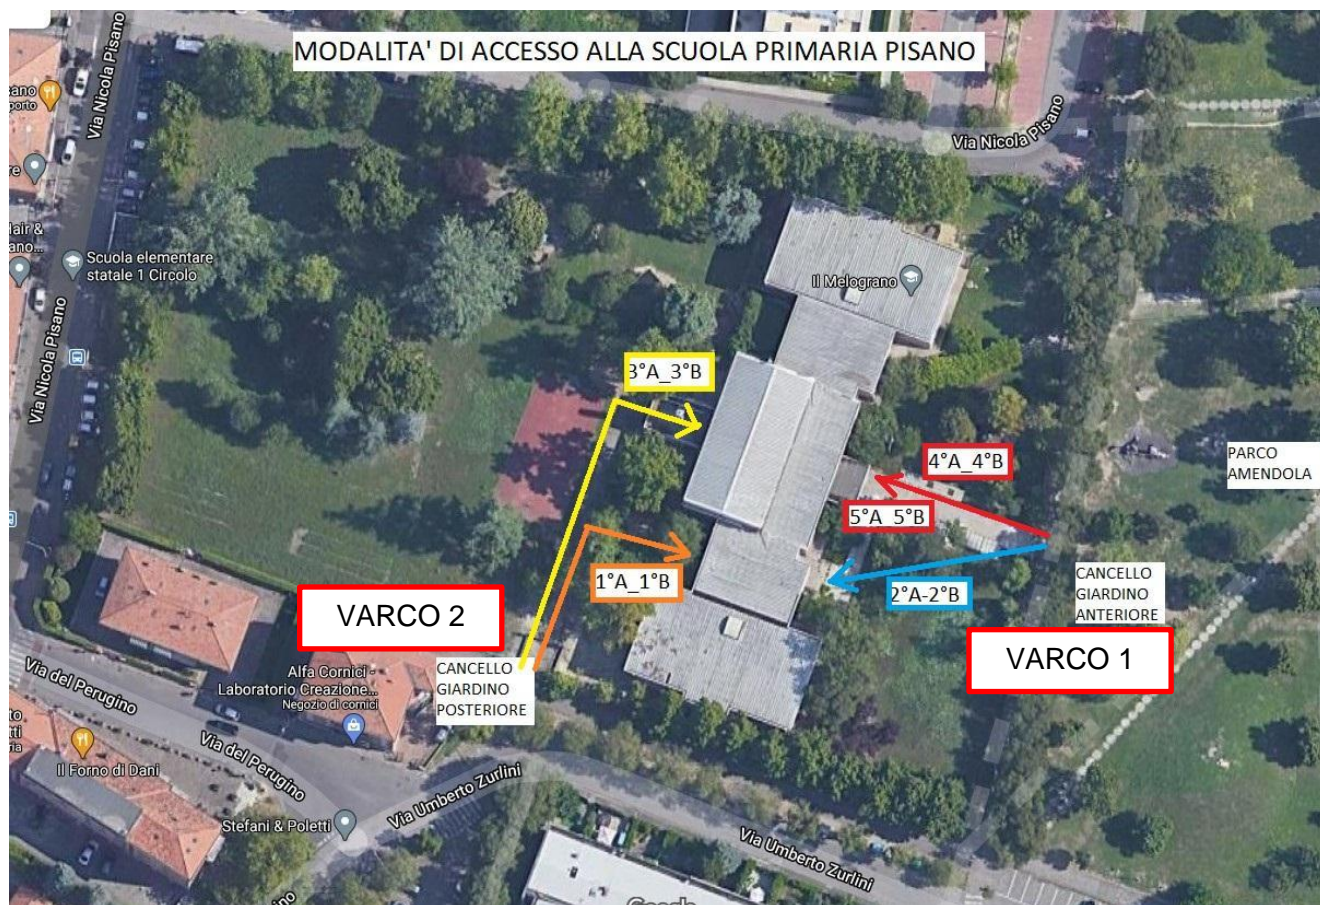 MODALITA' DI ACCESSO ALLA SCUOLA PRIMARIA PISANO
Via Nicola Pisano
Via Nicola Pisano
Scuola elementare
statale 1 Circolo
Il Melograno
Via Nicola Pisano
3°A_3°B
4°A_4°B
PARCO
AMENDOLA
5°A_5°B
1°A_1°B
2°A-2°B
CANCELLO
GIARDINO
ANTERIORE
VARCO 2
VARCO 1
CANCELLO
GIARDINO
POSTERIORE
Alfa Cornici -
Laboratorio Creazione...
Negozio di cornici
Via del Perugino
Via del Perugino
Il Forno di Dani
Via Umberto Zurlini
Stefani & Poletti
Via Umberto Zurlini